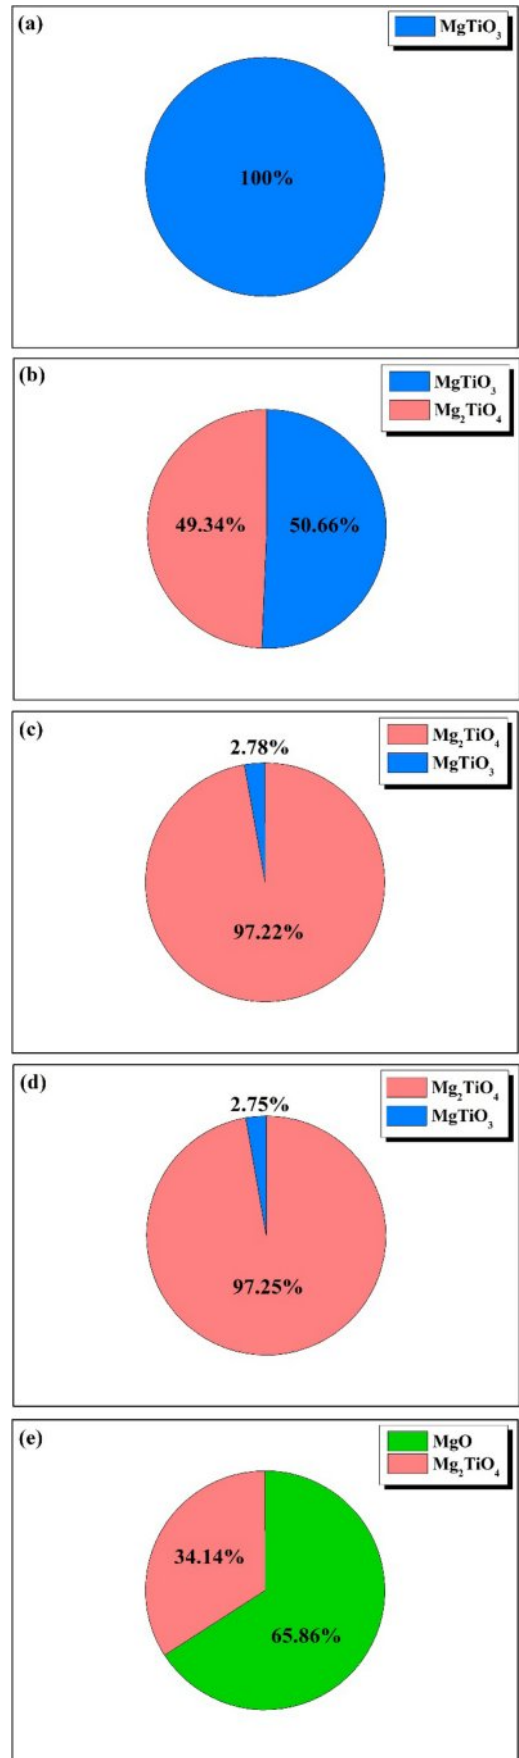 (a)
MgTiO₃
100%
(b)
MgTiO₃
Mg₂TiO₄
49.34%
50.66%
(c)
Mg₂TiO₄
MgTiO₃
2.78%
97.22%
(d)
Mg₂TiO₄
MgTiO₃
2.75%
97.25%
(e)
MgO
Mg₂TiO₄
34.14%
65.86%